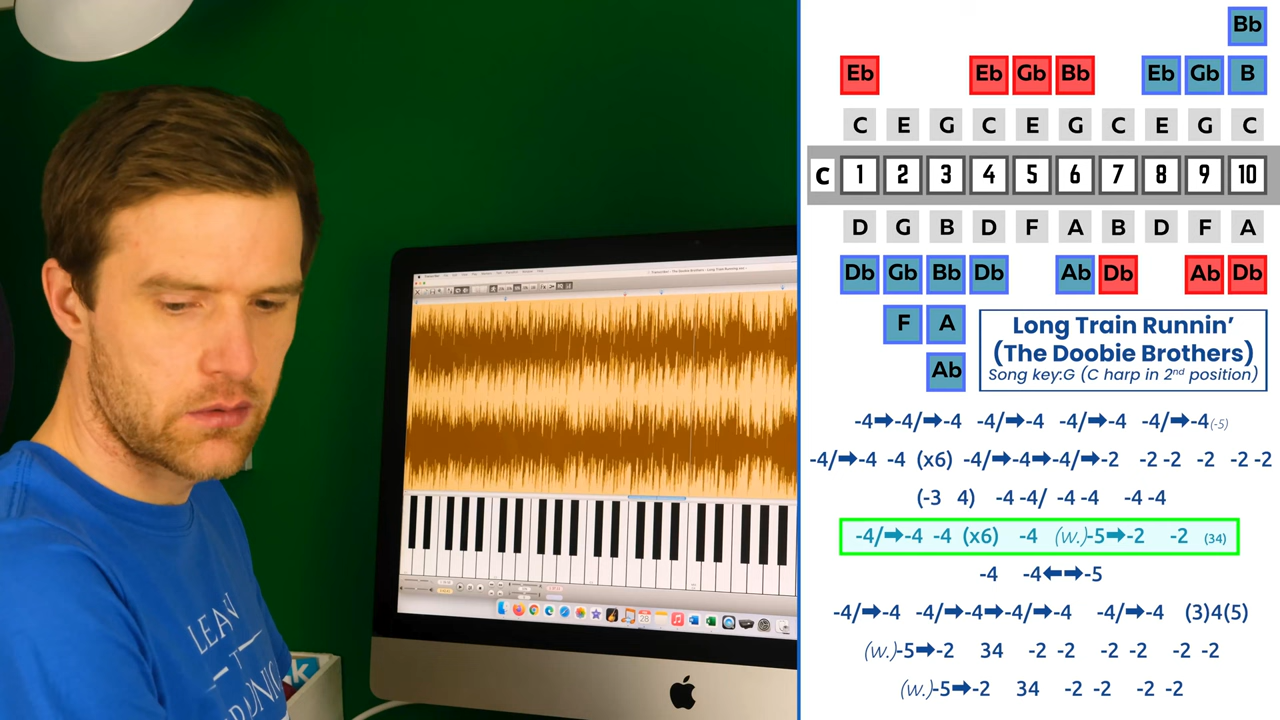 Bb
Eb Eb Gb Bb Eb Gb B
C E G C E G C E G C
C 1 2 3 4 5 6 7 8 9 10
D G B D F A B D F A
Db Gb Bb Db Ab Db Ab Db
F A
Ab
Long Train Runnin’
(The Doobie Brothers)
Song key:G (C harp in 2nd position)
-4➡-4/➡-4 -4/➡-4 -4/➡-4 -4/➡-4(-5)
-4/➡-4 -4 (x6) -4/➡-4➡-4/➡-2 -2 -2 -2 -2 -2
(-3 4) -4 -4/ -4 -4 -4 -4
-4/➡-4 -4 (x6) -4 (w.)-5➡-2 -2 (34)
-4 -4⬅➡-5
-4/➡-4 -4/➡-4➡-4/➡-4 -4/➡-4 (3)4(5)
(w.)-5➡-2 34 -2 -2 -2 -2 -2 -2
(w.)-5➡-2 34 -2 -2 -2 -2
LEARN